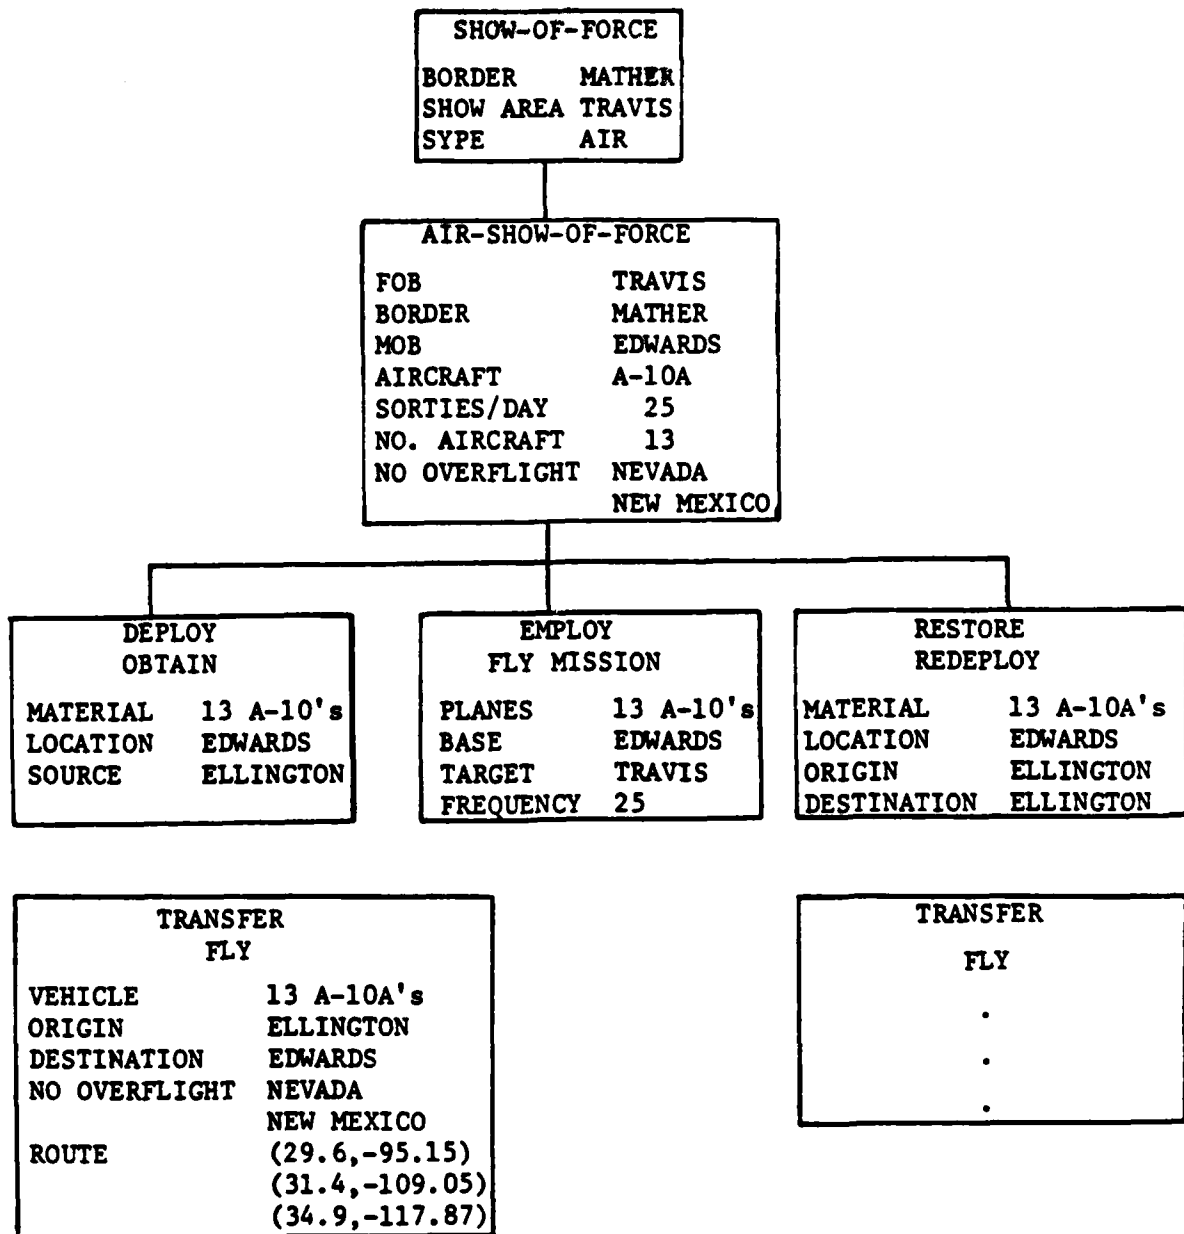 SHOW-OF-FORCE
BORDER MATHER
SHOW AREA TRAVIS
SYPE AIR
AIR-SHOW-OF-FORCE
FOB TRAVIS
BORDER MATHER
MOB EDWARDS
AIRCRAFT A-10A
SORTIES/DAY 25
NO. AIRCRAFT 13
NO OVERFLIGHT NEVADA
NEW MEXICO
DEPLOY
OBTAIN
MATERIAL 13 A-10's
LOCATION EDWARDS
SOURCE ELLINGTON
EMPLOY
FLY MISSION
PLANES 13 A-10's
BASE EDWARDS
TARGET TRAVIS
FREQUENCY 25
RESTORE
REDEPLOY
MATERIAL 13 A-10A's
LOCATION EDWARDS
ORIGIN ELLINGTON
DESTINATION ELLINGTON
TRANSFER
FLY
VEHICLE 13 A-10A's
ORIGIN ELLINGTON
DESTINATION EDWARDS
NO OVERFLIGHT NEVADA
NEW MEXICO
ROUTE (29.6,-95.15)
(31.4,-109.05)
(34.9,-117.87)
TRANSFER
FLY
.
.
.